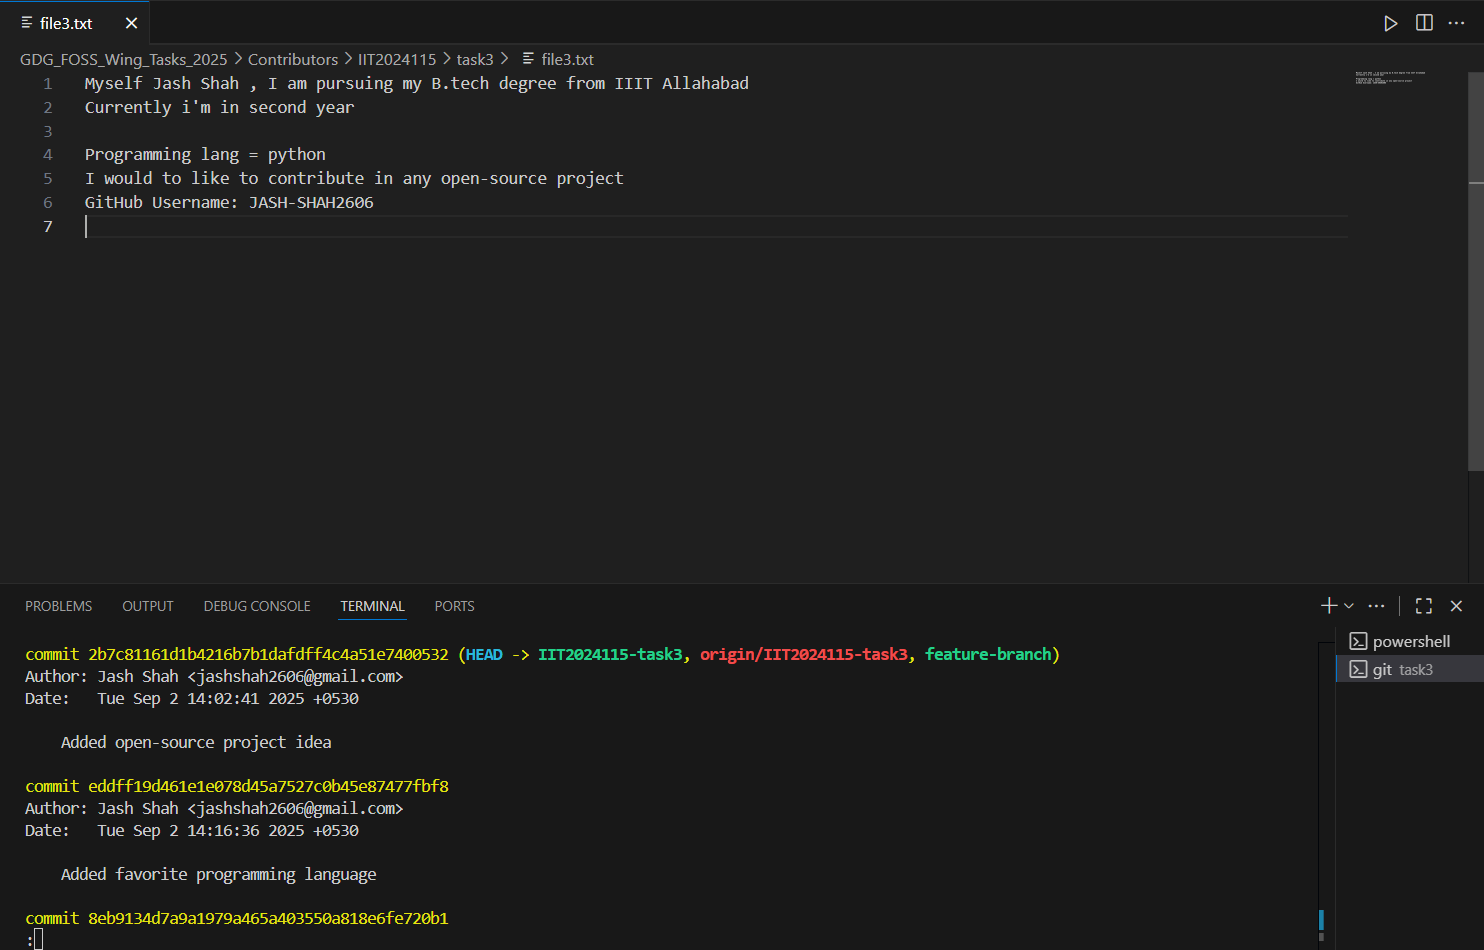 file3.txt
GDG_FOSS_Wing_Tasks_2025 > Contributors > IIT2024115 > task3 > file3.txt
1 Myself Jash Shah , I am pursuing my B.tech degree from IIIT Allahabad
2 Currently i'm in second year
3
4 Programming lang = python
5 I would to like to contribute in any open-source project
6 GitHub Username: JASH-SHAH2606
7
PROBLEMS OUTPUT DEBUG CONSOLE TERMINAL PORTS
commit 2b7c81161d1b4216b7b1dafdff4c4a51e7400532 (HEAD -> IIT2024115-task3, origin/IIT2024115-task3, feature-branch)
Author: Jash Shah <jashshah2606@gmail.com>
Date:   Tue Sep 2 14:02:41 2025 +0530
Added open-source project idea
commit eddff19d461e1e078d45a7527c0b45e87477fbf8
Author: Jash Shah <jashshah2606@gmail.com>
Date:   Tue Sep 2 14:16:36 2025 +0530
Added favorite programming language
commit 8eb9134d7a9a1979a465a403550a818e6fe720b1
:
powershell
git task3